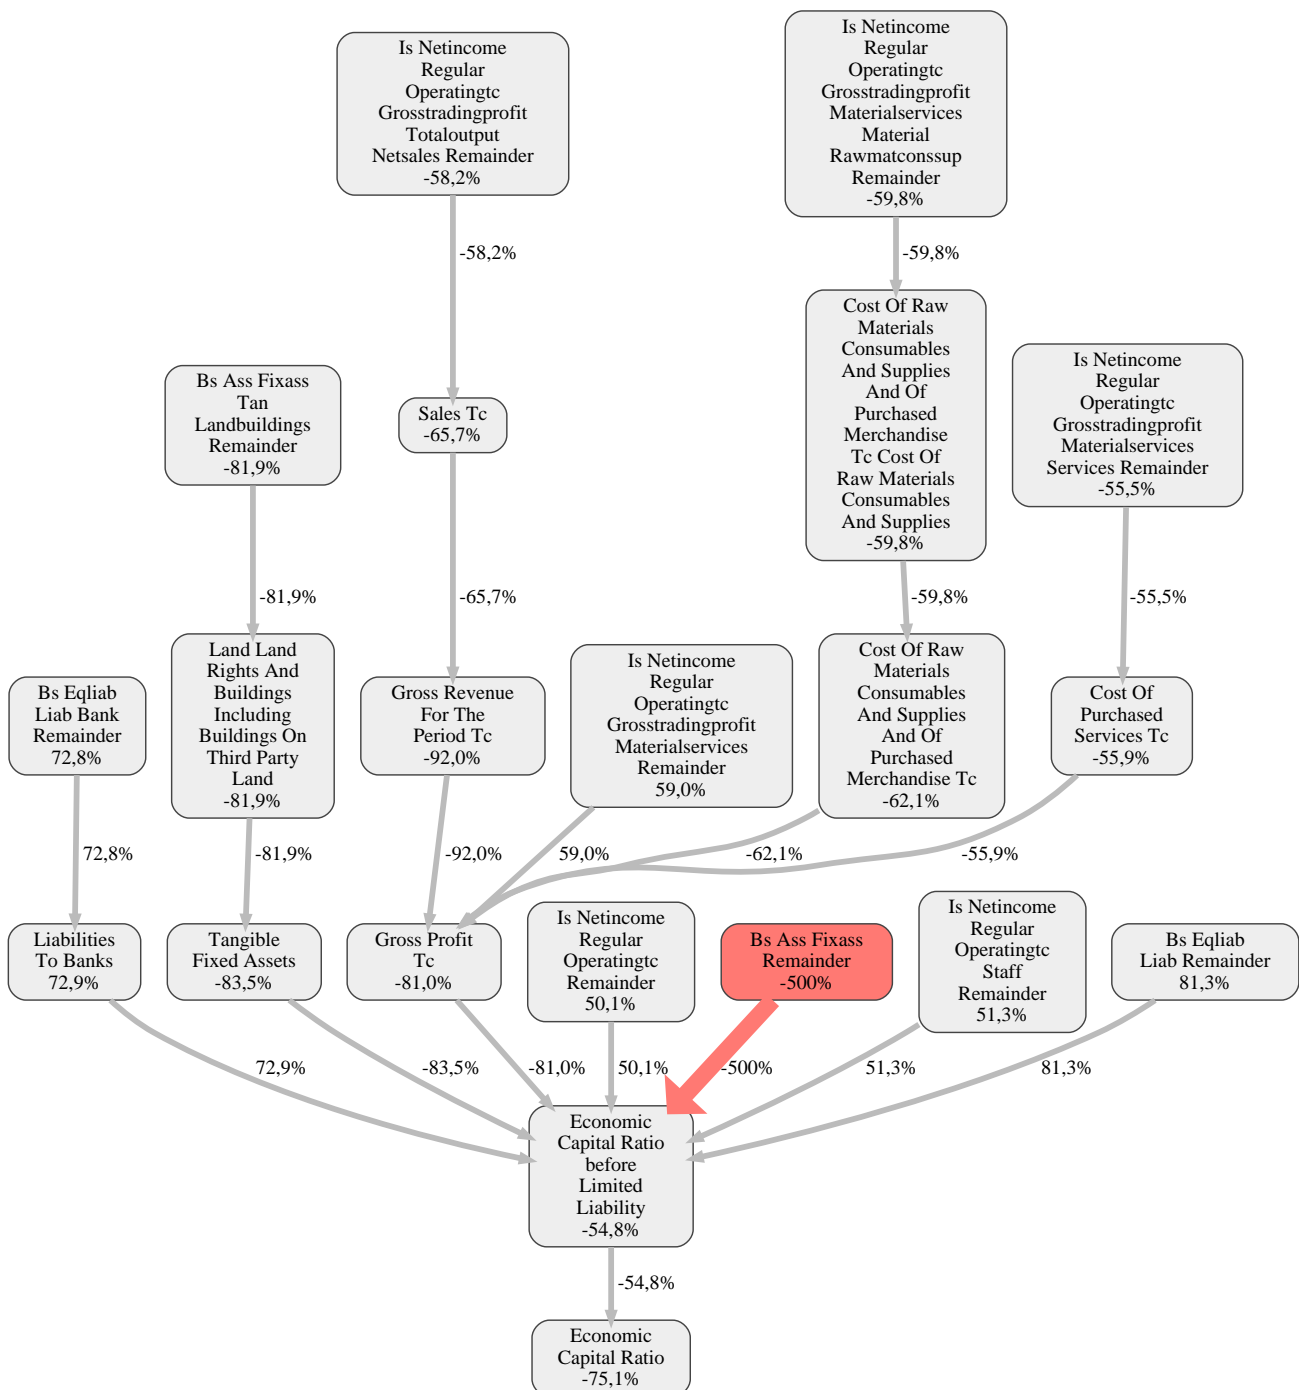 Is Netincome
Regular
Operatingtc
Grosstradingprofit
Totaloutput
Netsales Remainder
-58,2%
Is Netincome
Regular
Operatingtc
Grosstradingprofit
Materialservices
Material
Rawmatconssup
Remainder
-59,8%
-58,2%
-59,8%
Bs Ass Fixass
Tan
Landbuildings
Remainder
-81,9%
Sales Tc
-65,7%
Cost Of Raw
Materials
Consumables
And Supplies
And Of
Purchased
Merchandise
Tc Cost Of
Raw Materials
Consumables
And Supplies
-59,8%
Is Netincome
Regular
Operatingtc
Grosstradingprofit
Materialservices
Services Remainder
-55,5%
-81,9%
-65,7%
-59,8%
-55,5%
Bs Eqliab
Liab Bank
Remainder
72,8%
Land Land
Rights And
Buildings
Including
Buildings On
Third Party
Land
-81,9%
Gross Revenue
For The
Period Tc
-92,0%
Is Netincome
Regular
Operatingtc
Grosstradingprofit
Materialservices
Remainder
59,0%
Cost Of Raw
Materials
Consumables
And Supplies
And Of
Purchased
Merchandise Tc
-62,1%
Cost Of
Purchased
Services Tc
-55,9%
72,8%
-81,9%
-92,0%
59,0%
-62,1%
-55,9%
Liabilities
To Banks
72,9%
Tangible
Fixed Assets
-83,5%
Gross Profit
Tc
-81,0%
Is Netincome
Regular
Operatingtc
Remainder
50,1%
Bs Ass Fixass
Remainder
-500%
Is Netincome
Regular
Operatingtc
Staff
Remainder
51,3%
Bs Eqliab
Liab Remainder
81,3%
72,9%
-83,5%
-81,0%
50,1%
-500%
51,3%
81,3%
Economic
Capital Ratio
before
Limited
Liability
-54,8%
-54,8%
Economic
Capital Ratio
-75,1%